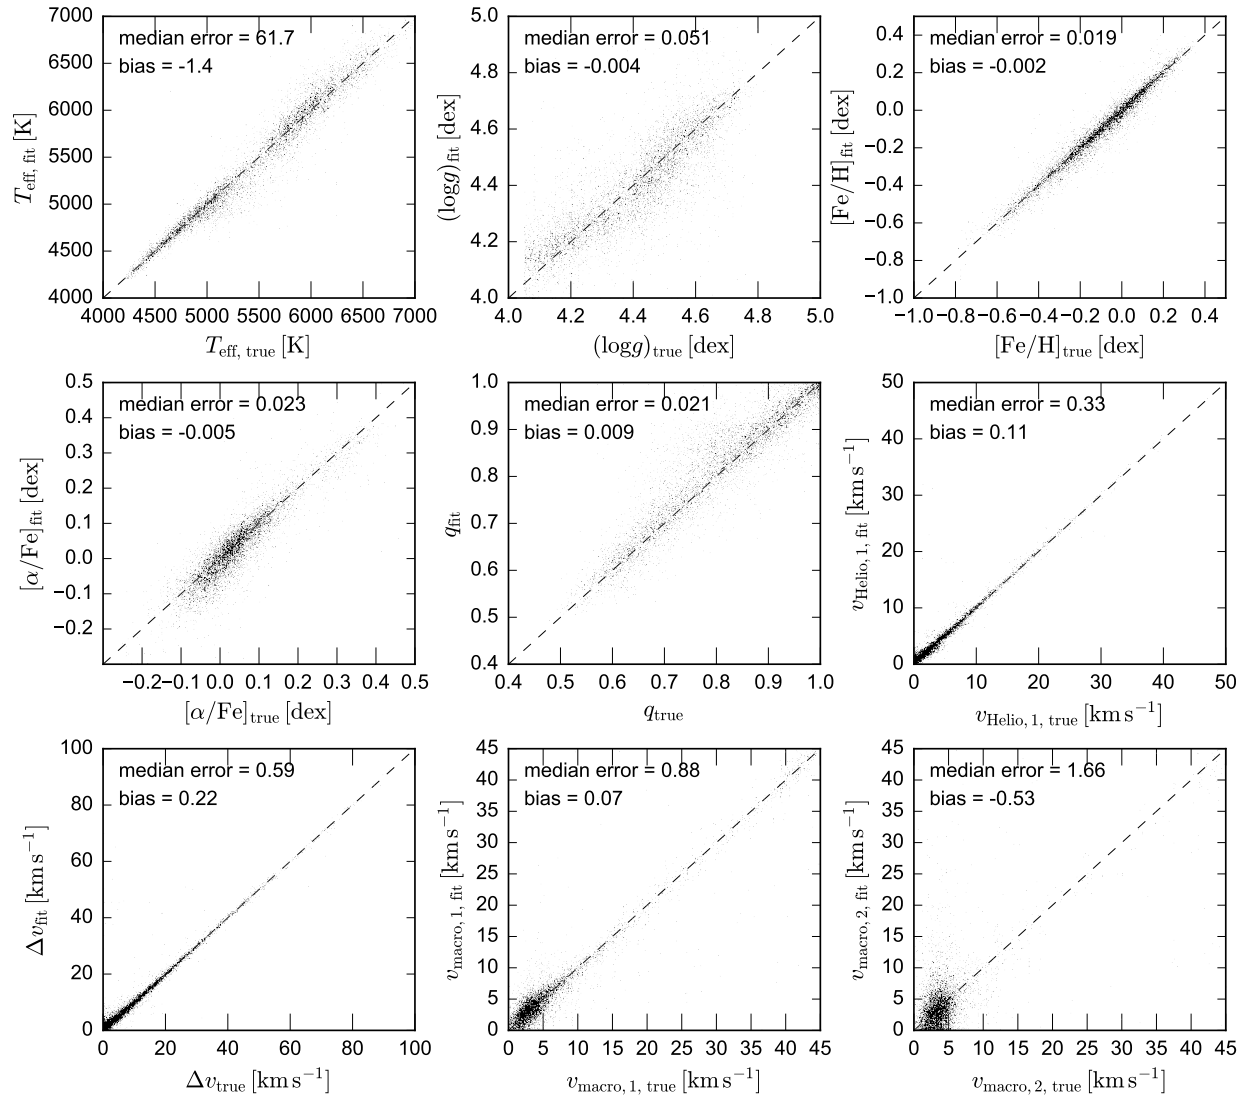 median error = 61.7
bias = -1.4
7000
6500
6000
5500
5000
4500
4000
T_eff, fit [K]
4000 4500 5000 5500 6000 6500 7000
T_eff, true [K]
median error = 0.051
bias = -0.004
5.0
4.8
4.6
4.4
4.2
4.0
(log g)_fit [dex]
4.0 4.2 4.4 4.6 4.8 5.0
(log g)_true [dex]
median error = 0.019
bias = -0.002
0.4
0.2
0.0
−0.2
−0.4
−0.6
−0.8
−1.0
[Fe/H]_fit [dex]
−1.0 −0.8 −0.6 −0.4 −0.2 0.0 0.2 0.4
[Fe/H]_true [dex]
median error = 0.023
bias = -0.005
0.5
0.4
0.3
0.2
0.1
0.0
−0.1
−0.2
[α/Fe]_fit [dex]
−0.2 −0.1 0.0 0.1 0.2 0.3 0.4 0.5
[α/Fe]_true [dex]
median error = 0.021
bias = 0.009
1.0
0.9
0.8
0.7
0.6
0.5
0.4
q_fit
0.4 0.5 0.6 0.7 0.8 0.9 1.0
q_true
median error = 0.33
bias = 0.11
50
40
30
20
10
0
v_Helio, 1, fit [km s⁻¹]
0 10 20 30 40 50
v_Helio, 1, true [km s⁻¹]
median error = 0.59
bias = 0.22
100
80
60
40
20
0
Δv_fit [km s⁻¹]
0 20 40 60 80 100
Δv_true [km s⁻¹]
median error = 0.88
bias = 0.07
45
40
35
30
25
20
15
10
5
0
v_macro, 1, fit [km s⁻¹]
0 5 10 15 20 25 30 35 40 45
v_macro, 1, true [km s⁻¹]
median error = 1.66
bias = -0.53
45
40
35
30
25
20
15
10
5
0
v_macro, 2, fit [km s⁻¹]
0 5 10 15 20 25 30 35 40 45
v_macro, 2, true [km s⁻¹]